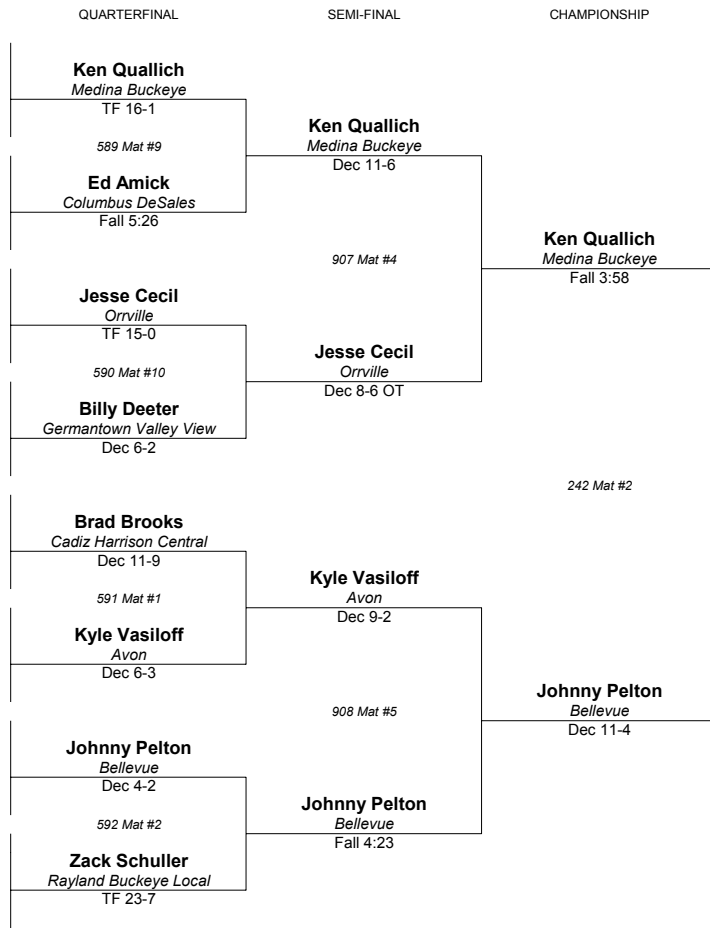 QUARTERFINAL
SEMI-FINAL
CHAMPIONSHIP
Ken Quallich
Medina Buckeye
TF 16-1
589 Mat #9
Ed Amick
Columbus DeSales
Fall 5:26
Jesse Cecil
Orrville
TF 15-0
590 Mat #10
Billy Deeter
Germantown Valley View
Dec 6-2
Brad Brooks
Cadiz Harrison Central
Dec 11-9
591 Mat #1
Kyle Vasiloff
Avon
Dec 6-3
Johnny Pelton
Bellevue
Dec 4-2
592 Mat #2
Zack Schuller
Rayland Buckeye Local
TF 23-7
Ken Quallich
Medina Buckeye
Dec 11-6
907 Mat #4
Jesse Cecil
Orrville
Dec 8-6 OT
Kyle Vasiloff
Avon
Dec 9-2
908 Mat #5
Johnny Pelton
Bellevue
Fall 4:23
Ken Quallich
Medina Buckeye
Fall 3:58
242 Mat #2
Johnny Pelton
Bellevue
Dec 11-4